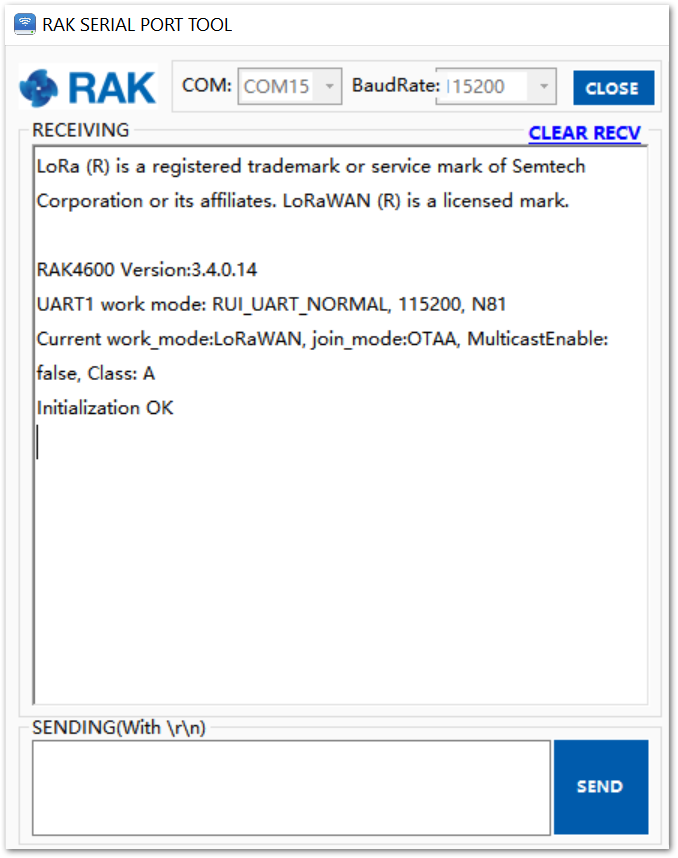 RAK SERIAL PORT TOOL
RAK COM: COM15 BaudRate: 115200 CLOSE
RECEIVING CLEAR RECV
LoRa (R) is a registered trademark or service mark of Semtech
Corporation or its affiliates. LoRaWAN (R) is a licensed mark.
RAK4600 Version:3.4.0.14
UART1 work mode: RUI_UART_NORMAL, 115200, N81
Current work_mode:LoRaWAN, join_mode:OTAA, MulticastEnable:
false, Class: A
Initialization OK
SENDING(With \r\n)
SEND